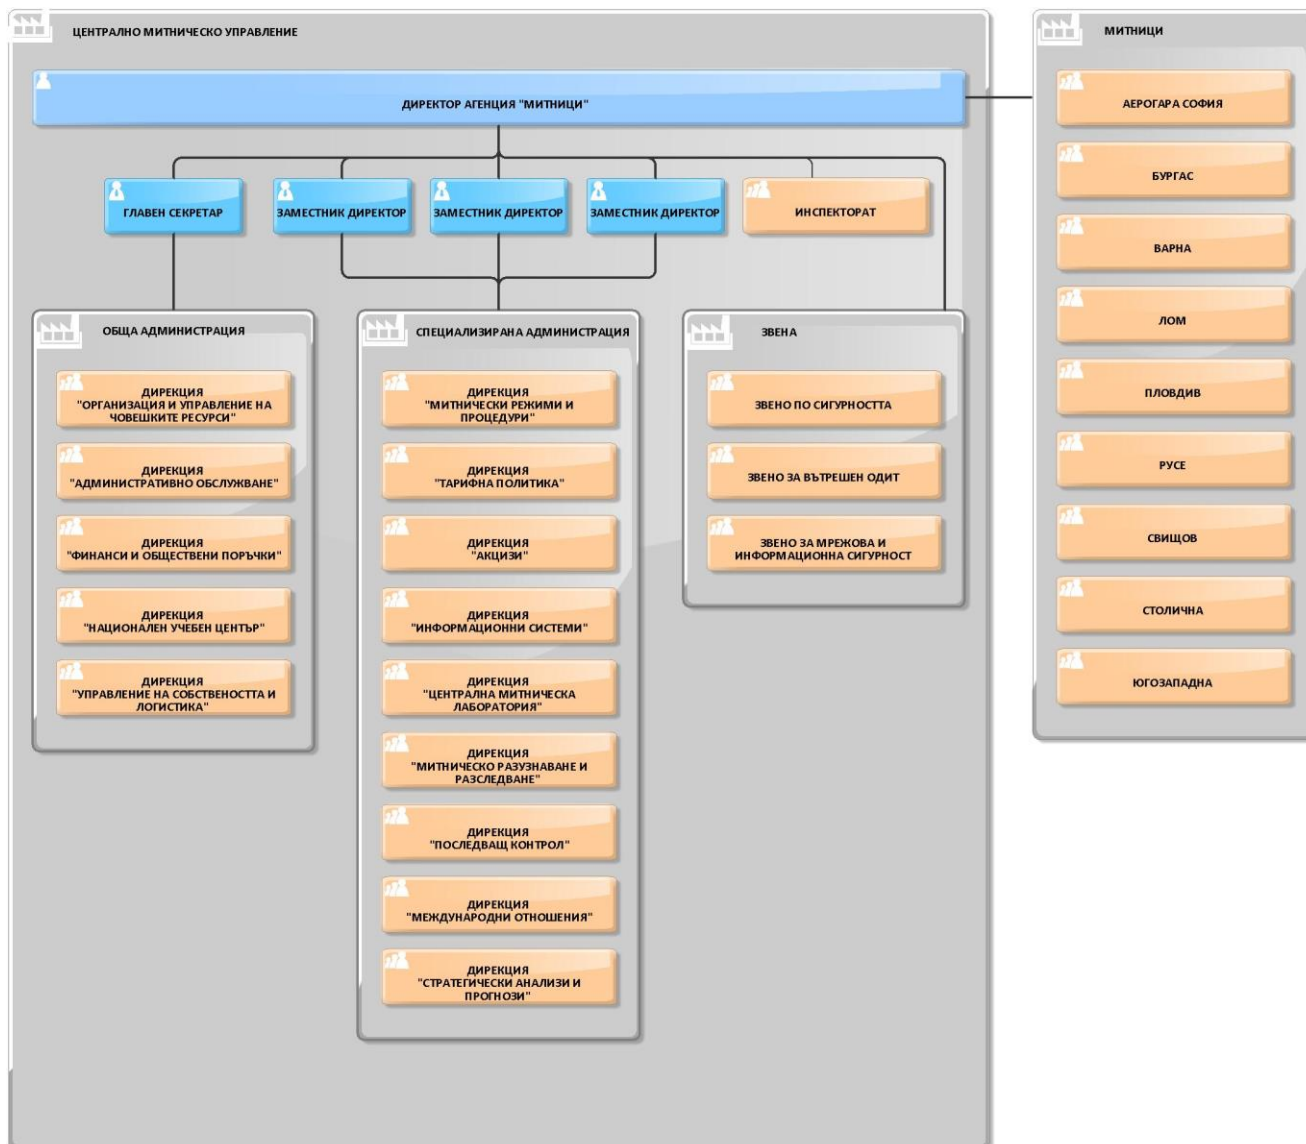 ЦЕНТРАЛНО МИТНИЧЕСКО УПРАВЛЕНИЕ
ДИРЕКТОР АГЕНЦИЯ "МИТНИЦИ"
ГЛАВЕН СЕКРЕТАР
ЗАМЕСТНИК ДИРЕКТОР
ЗАМЕСТНИК ДИРЕКТОР
ЗАМЕСТНИК ДИРЕКТОР
ИНСПЕКТОРАТ
ОБЩА АДМИНИСТРАЦИЯ
ДИРЕКЦИЯ
"ОРГАНИЗАЦИЯ И УПРАВЛЕНИЕ НА
ЧОВЕШКИТЕ РЕСУРСИ"
ДИРЕКЦИЯ
"АДМИНИСТРАТИВНО ОБСЛУЖВАНЕ"
ДИРЕКЦИЯ
"ФИНАНСИ И ОБЩЕСТВЕНИ ПОРЪЧКИ"
ДИРЕКЦИЯ
"НАЦИОНАЛЕН УЧЕБЕН ЦЕНТЪР"
ДИРЕКЦИЯ
"УПРАВЛЕНИЕ НА СОБСТВЕНОСТТА И
ЛОГИСТИКА"
СПЕЦИАЛИЗИРАНА АДМИНИСТРАЦИЯ
ДИРЕКЦИЯ
"МИТНИЧЕСКИ РЕЖИМИ И
ПРОЦЕДУРИ"
ДИРЕКЦИЯ
"ТАРИФНА ПОЛИТИКА"
ДИРЕКЦИЯ
"АКЦИЗИ"
ДИРЕКЦИЯ
"ИНФОРМАЦИОННИ СИСТЕМИ"
ДИРЕКЦИЯ
"ЦЕНТРАЛНА МИТНИЧЕСКА
ЛАБОРАТОРИЯ"
ДИРЕКЦИЯ
"МИТНИЧЕСКО РАЗУЗНАВАНЕ И
РАЗСЛЕДВАНЕ"
ДИРЕКЦИЯ
"ПОСЛЕДВАЩ КОНТРОЛ"
ДИРЕКЦИЯ
"МЕЖДУНАРОДНИ ОТНОШЕНИЯ"
ДИРЕКЦИЯ
"СТРАТЕГИЧЕСКИ АНАЛИЗИ И
ПРОГНОЗИ"
ЗВЕНА
ЗВЕНО ПО СИГУРНОСТТА
ЗВЕНО ЗА ВЪТРЕШЕН ОДИТ
ЗВЕНО ЗА МРЕЖОВА И
ИНФОРМАЦИОННА СИГУРНОСТ
МИТНИЦИ
АЕРОГАРА СОФИЯ
БУРГАС
ВАРНА
ЛОМ
ПЛОВДИВ
РУСЕ
СВИЩОВ
СТОЛИЧНА
ЮГОЗАПАДНА